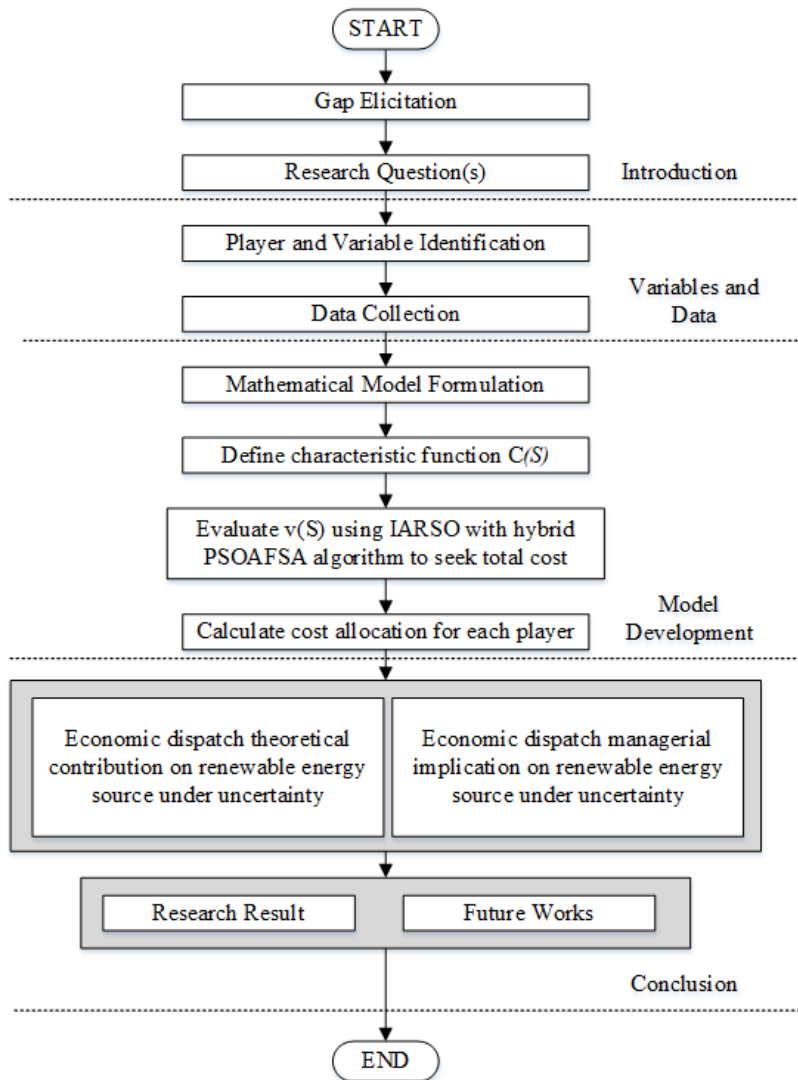 START
Gap Elicitation
Research Question(s)
Introduction
Player and Variable Identification
Data Collection
Variables and
Data
Mathematical Model Formulation
Define characteristic function C(S)
Evaluate v(S) using IARSO with hybrid
PSOAFSA algorithm to seek total cost
Calculate cost allocation for each player
Model
Development
Economic dispatch theoretical
contribution on renewable energy
source under uncertainty
Economic dispatch managerial
implication on renewable energy
source under uncertainty
Research Result
Future Works
Conclusion
END